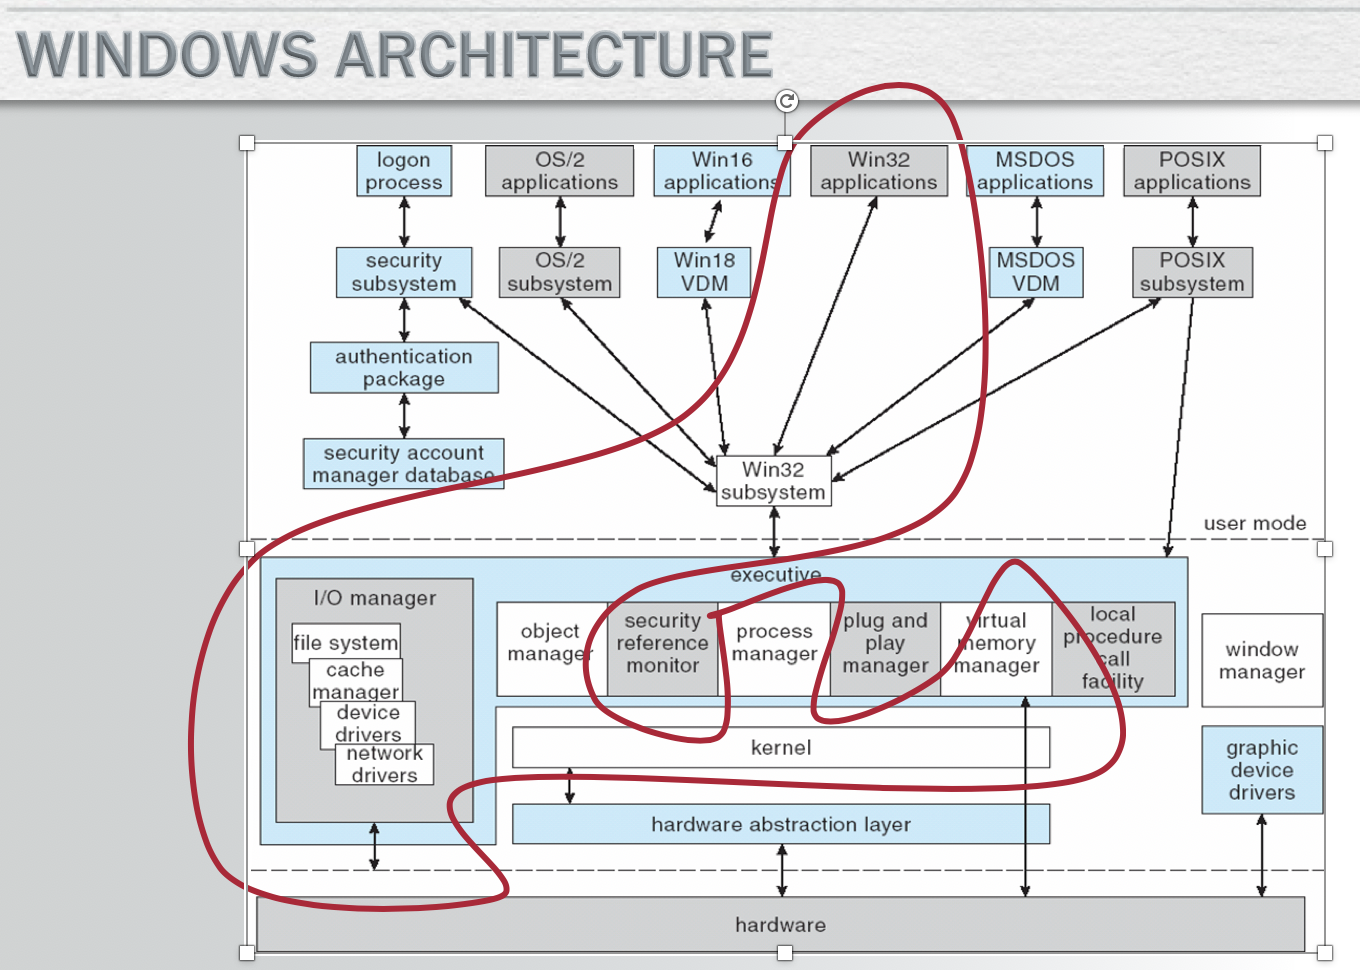 WINDOWS ARCHITECTURE
logon
process
OS/2
applications
Win16
applications
Win32
applications
MSDOS
applications
POSIX
applications
security
subsystem
OS/2
subsystem
Win18
VDM
MSDOS
VDM
POSIX
subsystem
authentication
package
security account
manager database
Win32
subsystem
user mode
executive
I/O manager
file system
cache
manager
device
drivers
network
drivers
object
manager
security
reference
monitor
process
manager
plug and
play
manager
virtual
memory
manager
local
procedure
call
facility
window
manager
kernel
graphic
device
drivers
hardware abstraction layer
hardware